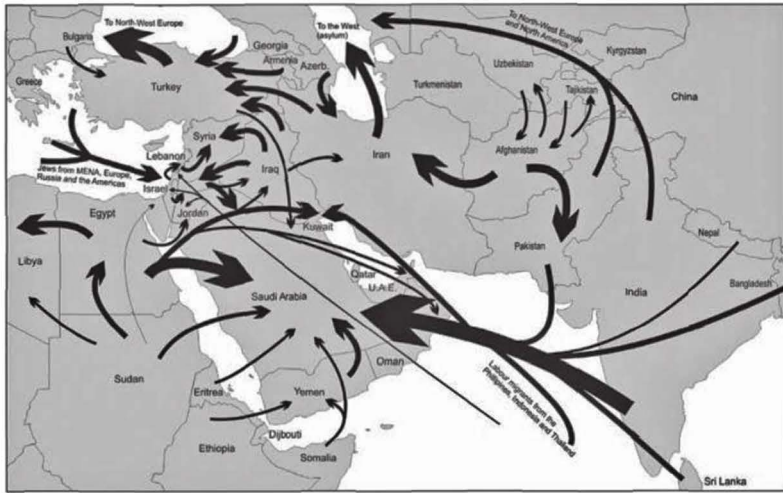 To North-West Europe
Bulgaria
To the West
(asylum)
To North-West Europe
and North America
Georgia
Armenia
Azerb.
Kyrgyzstan
Uzbekistan
Greece
Turkey
Turkmenistan
Tajikistan
China
Syria
Lebanon
Afghanistan
Iran
Iraq
Israel
Jews from MENA, Europe,
Russia and the Americas
Egypt
Jordan
Kuwait
Nepal
Pakistan
Libya
Qatar
U.A.E.
Bangladesh
Saudi Arabia
India
Oman
Sudan
Labour migrants from the
Philipines, Indonesia and Thailand
Eritrea
Yemen
Djibouti
Ethiopia
Somalia
Sri Lanka